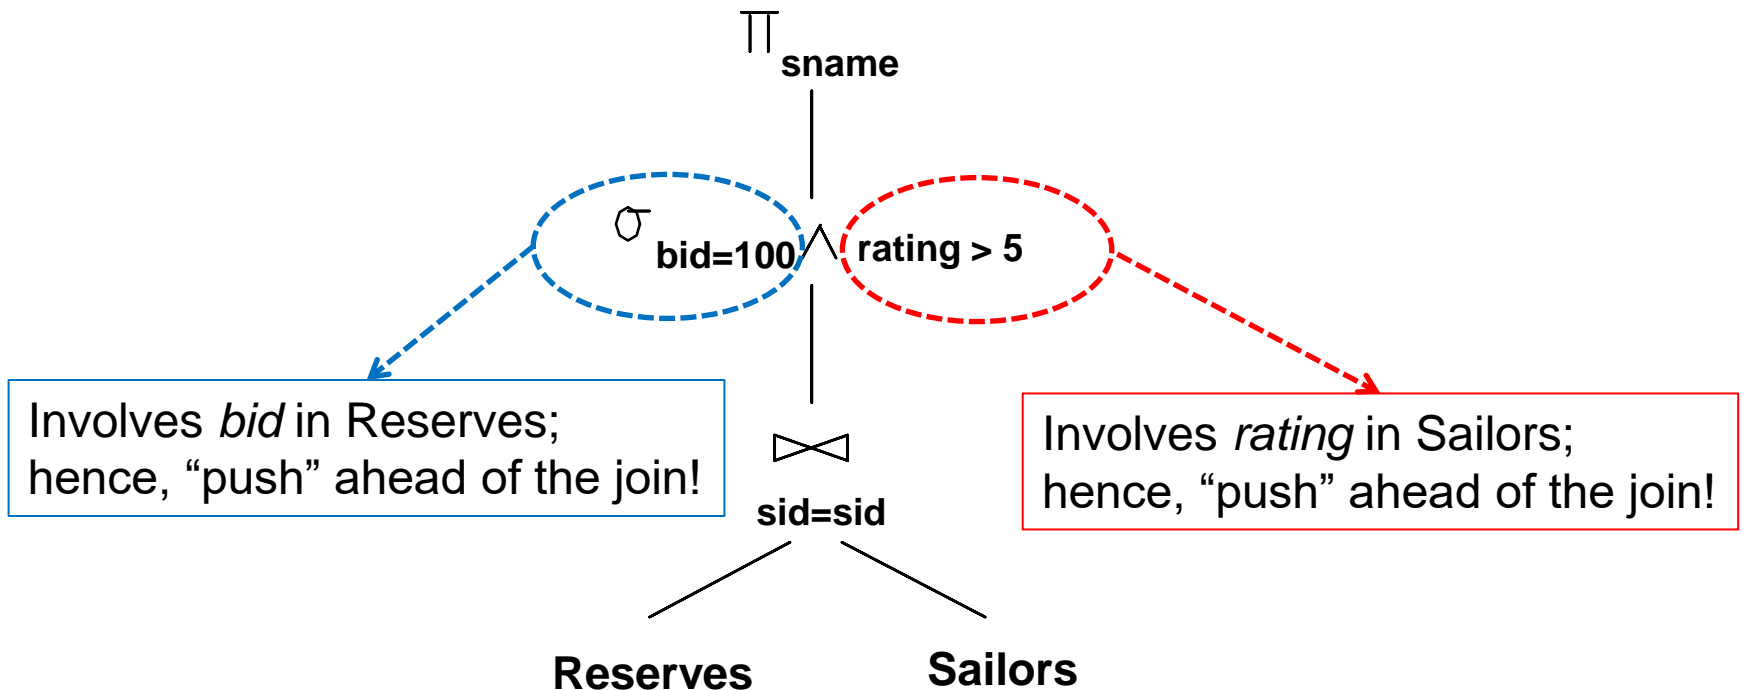 π sname
σ bid=100 ∧ rating > 5
Involves bid in Reserves;
hence, “push” ahead of the join!
Involves rating in Sailors;
hence, “push” ahead of the join!
⋈
sid=sid
Reserves Sailors